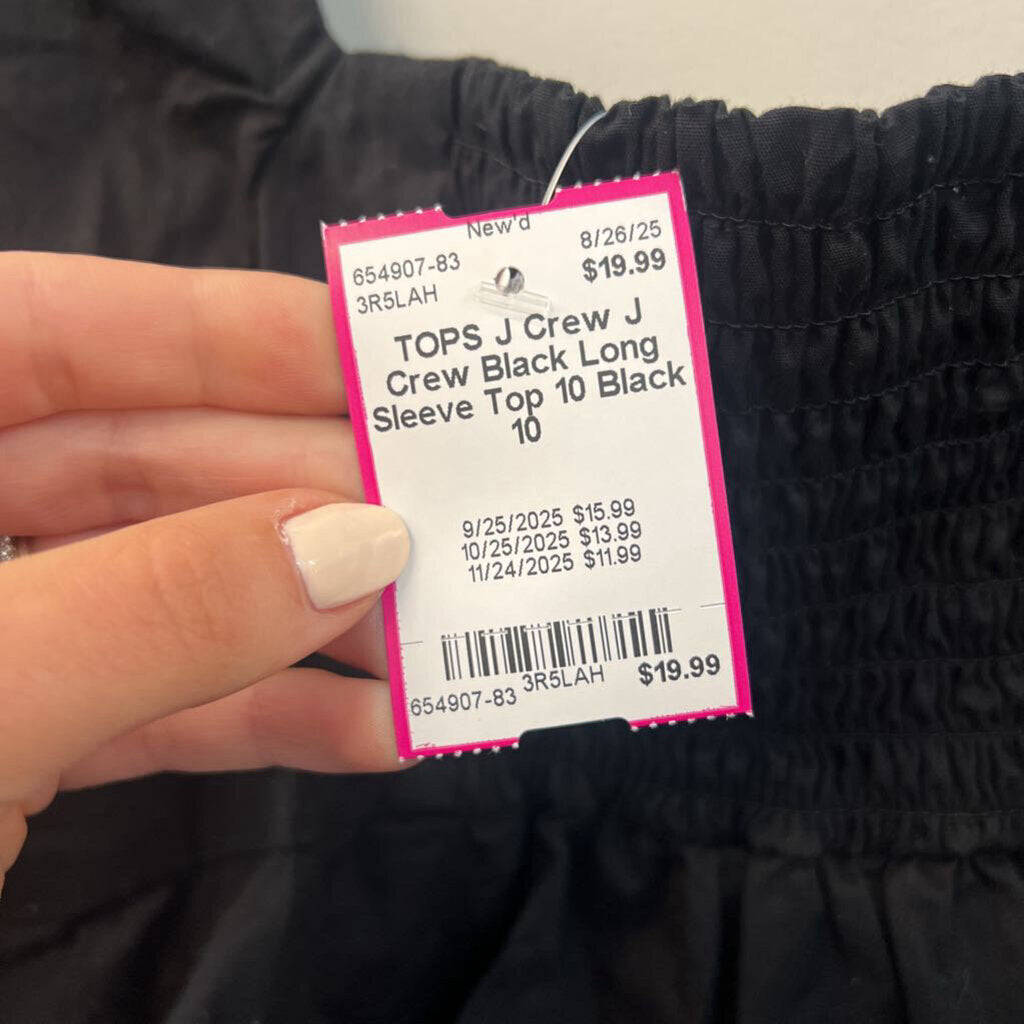 New'd
654907-83 8/26/25
3R5LAH $19.99
TOPS J Crew J
Crew Black Long
Sleeve Top 10 Black
10
9/25/2025 $15.99
10/25/2025 $13.99
11/24/2025 $11.99
654907-83 3R5LAH $19.99